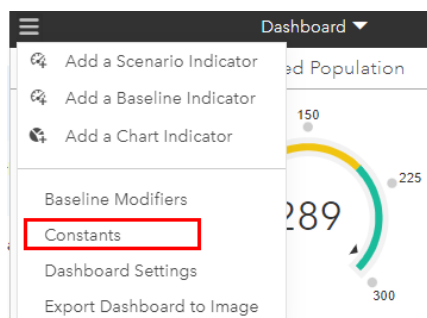 Dashboard
Add a Scenario Indicator
ed Population
Add a Baseline Indicator
150
Add a Chart Indicator
225
Baseline Modifiers
289
Constants
Dashboard Settings
300
Export Dashboard to Image